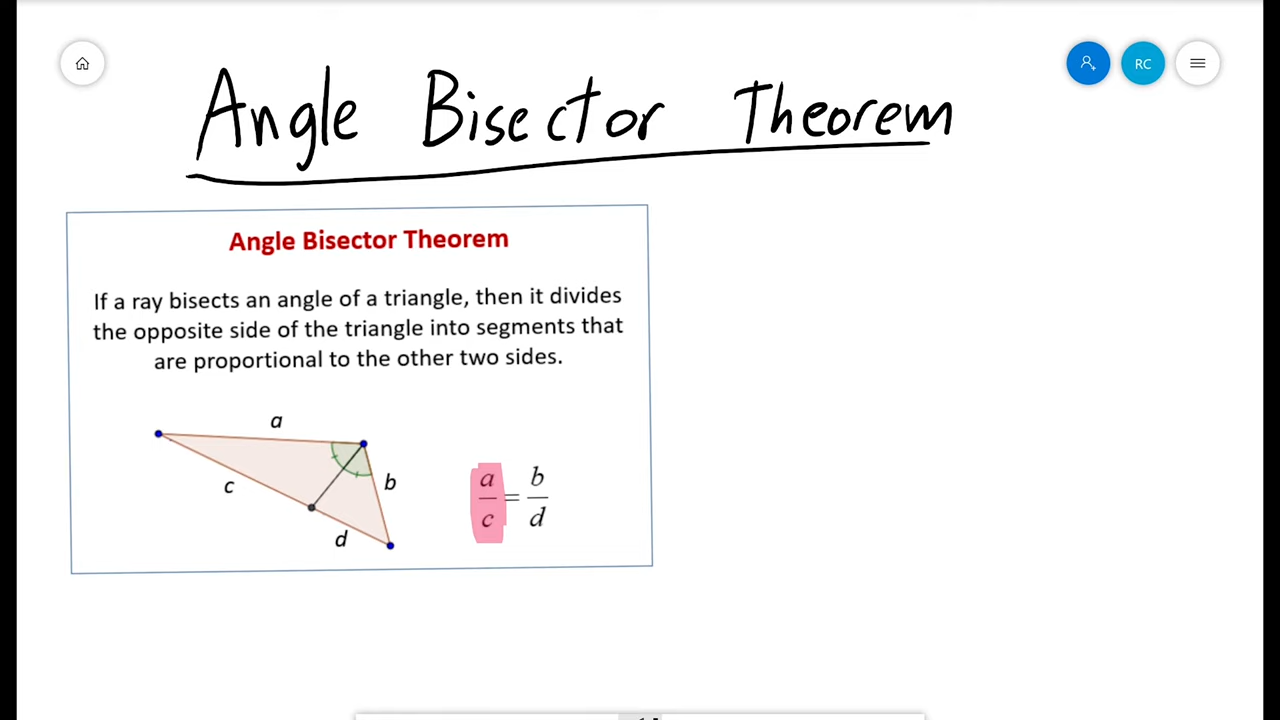 Angle Bisector Theorem
RC
Angle Bisector Theorem
If a ray bisects an angle of a triangle, then it divides
the opposite side of the triangle into segments that
are proportional to the other two sides.
a
c
b
d
a/c = b/d